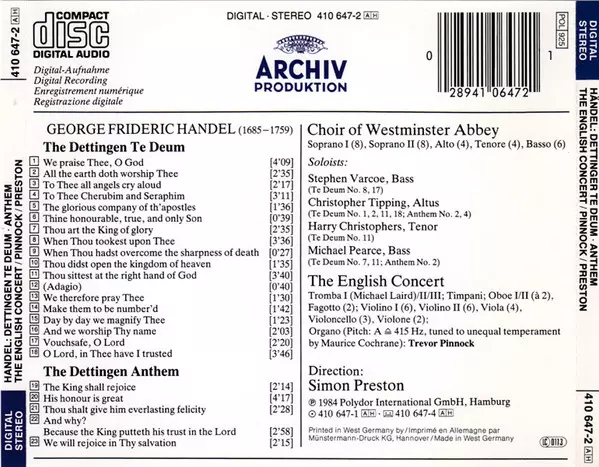 410 647-2 AH
HÄNDEL: DETTINGER TE DEUM · ANTHEM
THE ENGLISH CONCERT / PINNOCK / PRESTON
DIGITAL
STEREO
COMPACT
disc
DIGITAL AUDIO
Digital-Aufnahme
Digital Recording
Enregistrement numérique
Registrazione digitale
DIGITAL · STEREO 410 647-2 AH
ARCHIV
PRODUKTION
POL 925
0 28941 06472 1
GEORGE FRIDERIC HANDEL (1685–1759)
The Dettingen Te Deum
1 We praise Thee, O God [4'09]
2 All the earth doth worship Thee [2'35]
3 To Thee all angels cry aloud [2'17]
4 To Thee Cherubim and Seraphim [3'11]
5 The glorious company of th'apostles [1'36]
6 Thine honourable, true, and only Son [0'39]
7 Thou art the King of glory [2'35]
8 When Thou tookest upon Thee [3'36]
9 When Thou hadst overcome the sharpness of death [0'27]
10 Thou didst open the kingdom of heaven [1'35]
11 Thou sittest at the right hand of God [3'40]
12 (Adagio) [0'40]
13 We therefore pray Thee [1'30]
14 Make them to be number'd [1'42]
15 Day by day we magnify Thee [1'23]
16 And we worship Thy name [2'03]
17 Vouchsafe, O Lord [2'20]
18 O Lord, in Thee have I trusted [3'46]
The Dettingen Anthem
19 The King shall rejoice [2'14]
20 His honour is great [4'17]
21 Thou shalt give him everlasting felicity [2'28]
22 And why?
Because the King putteth his trust in the Lord [2'58]
23 We will rejoice in Thy salvation [2'15]
Choir of Westminster Abbey
Soprano I (8), Soprano II (8), Alto (4), Tenore (4), Basso (6)
Soloists:
Stephen Varcoe, Bass
(Te Deum No. 8, 17)
Christopher Tipping, Altus
(Te Deum No. 1, 2, 11, 18; Anthem No. 2, 4)
Harry Christophers, Tenor
(Te Deum No. 11)
Michael Pearce, Bass
(Te Deum No. 7, 11; Anthem No. 2)
The English Concert
Tromba I (Michael Laird)/II/III; Timpani; Oboe I/II (à 2),
Fagotto (2); Violino I (6), Violino II (6), Viola (4),
Violoncello (3), Violone (2);
Organo (Pitch: A ≙ 415 Hz, tuned to unequal temperament
by Maurice Cochrane): Trevor Pinnock
Direction:
Simon Preston
℗ 1984 Polydor International GmbH, Hamburg
410 647-1 AH · 410 647-4 AH
Printed in West Germany by/Imprimé en Allemagne par
Münstermann-Druck KG, Hannover/Made in West Germany
DIGITAL
STEREO
HÄNDEL: DETTINGER TE DEUM · ANTHEM
THE ENGLISH CONCERT / PINNOCK / PRESTON
410 647-2 AH